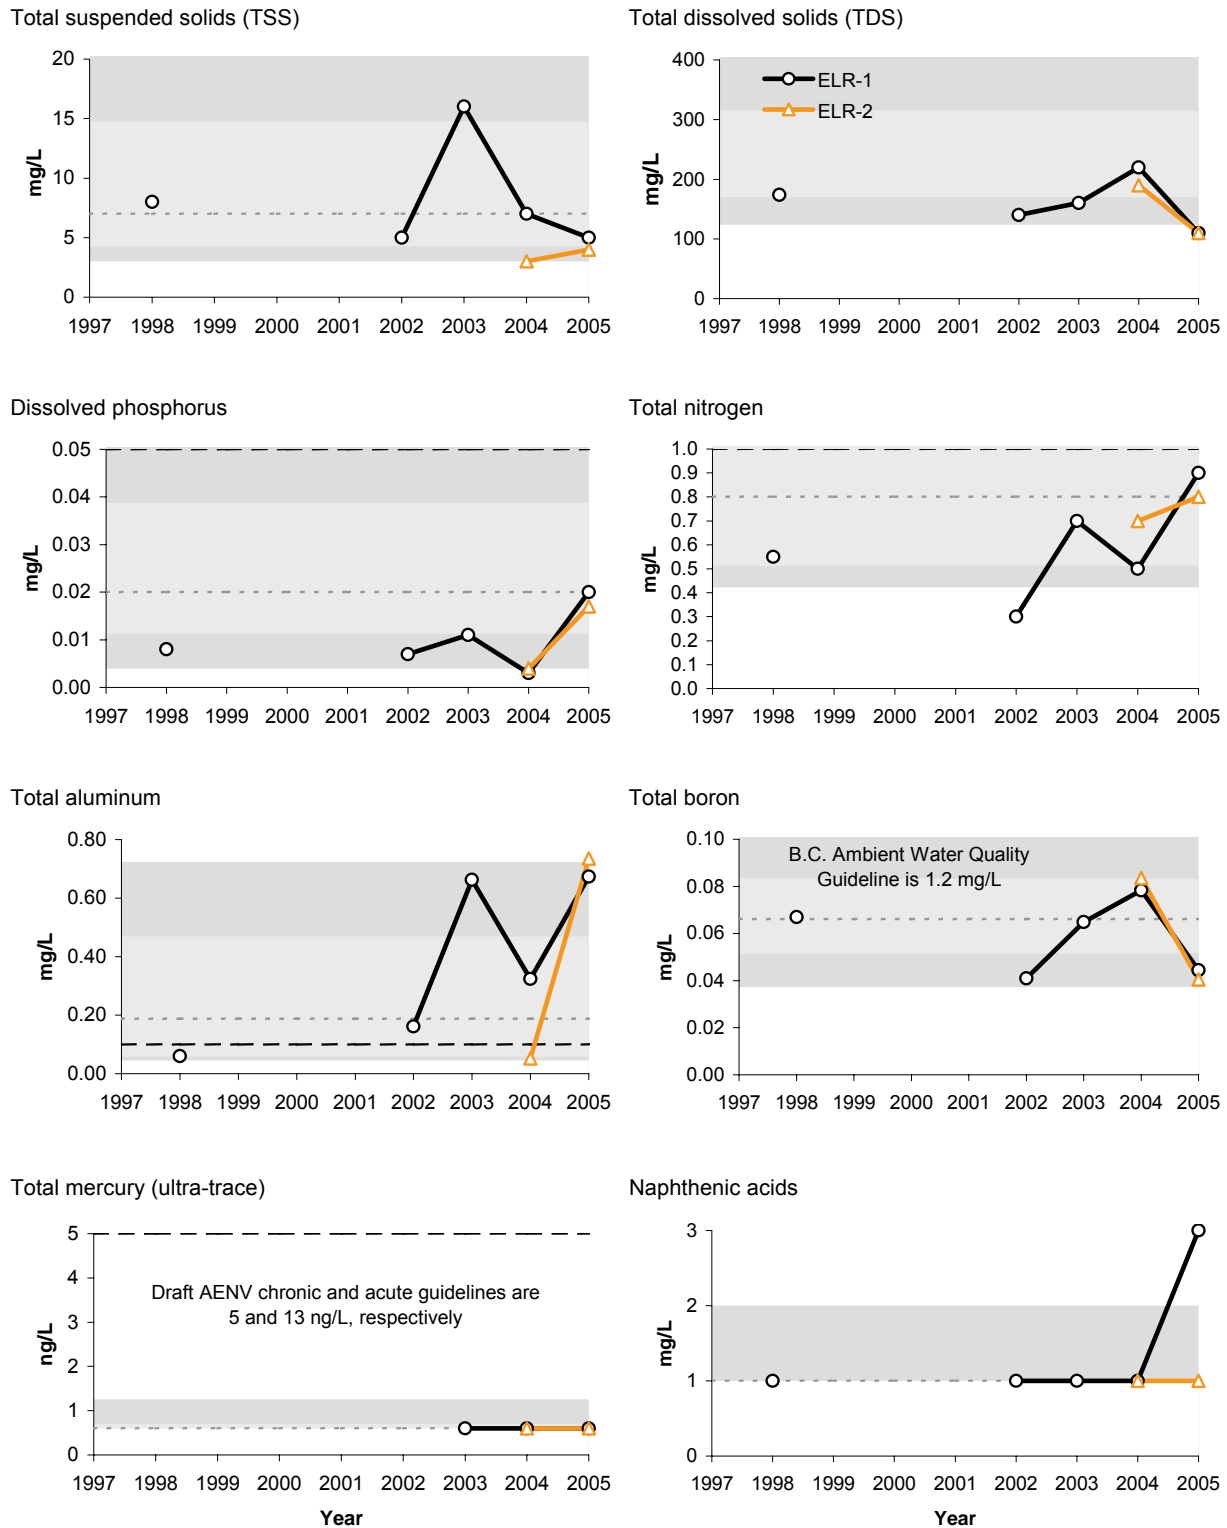 Total suspended solids (TSS)
20
15
10
5
0
mg/L
1997 1998 1999 2000 2001 2002 2003 2004 2005
Total dissolved solids (TDS)
400
300
200
100
0
mg/L
ELR-1
ELR-2
1997 1998 1999 2000 2001 2002 2003 2004 2005
Dissolved phosphorus
0.05
0.04
0.03
0.02
0.01
0.00
mg/L
1997 1998 1999 2000 2001 2002 2003 2004 2005
Total nitrogen
1.0
0.9
0.8
0.7
0.6
0.5
0.4
0.3
0.2
0.1
0.0
mg/L
1997 1998 1999 2000 2001 2002 2003 2004 2005
Total aluminum
0.80
0.60
0.40
0.20
0.00
mg/L
1997 1998 1999 2000 2001 2002 2003 2004 2005
Total boron
0.10
0.08
0.06
0.04
0.02
0.00
mg/L
B.C. Ambient Water Quality
Guideline is 1.2 mg/L
1997 1998 1999 2000 2001 2002 2003 2004 2005
Total mercury (ultra-trace)
5
4
3
2
1
0
ng/L
Draft AENV chronic and acute guidelines are
5 and 13 ng/L, respectively
1997 1998 1999 2000 2001 2002 2003 2004 2005
Year
Naphthenic acids
3
2
1
0
mg/L
1997 1998 1999 2000 2001 2002 2003 2004 2005
Year